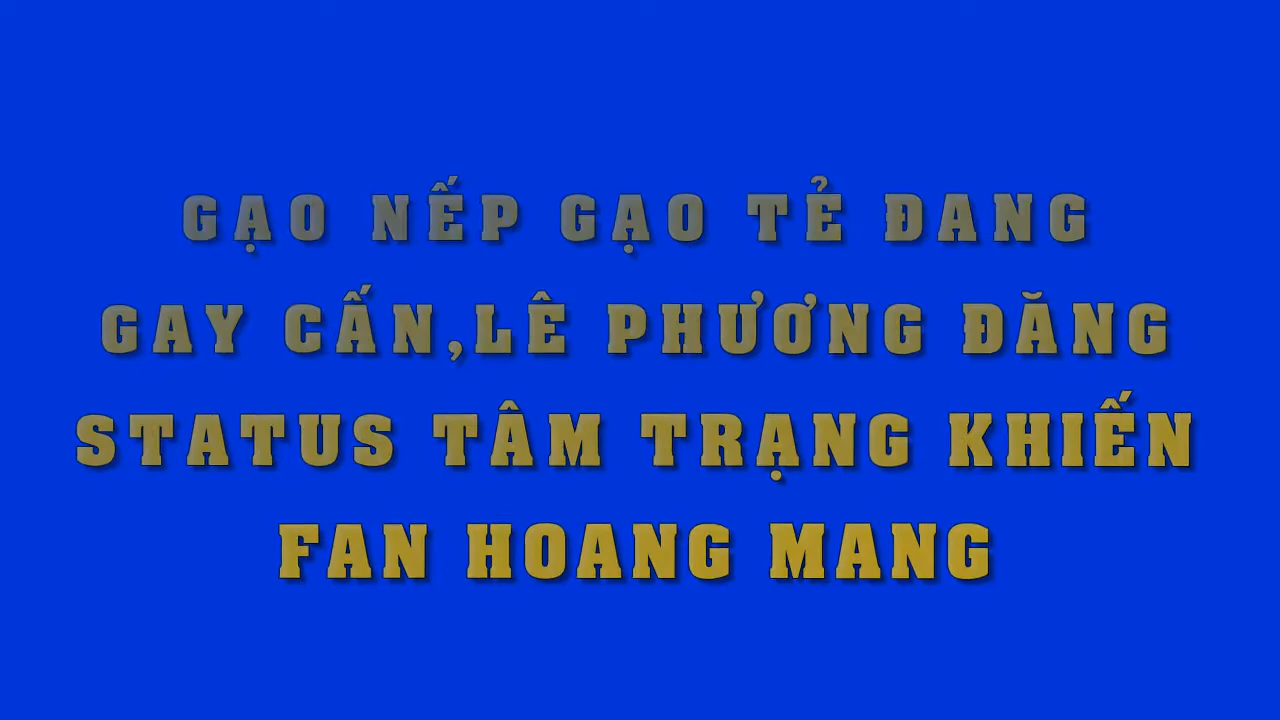 GẠO NẾP GẠO TẺ ĐANG
GAY CẤN,LÊ PHƯƠNG ĐĂNG
STATUS TÂM TRẠNG KHIẾN
FAN HOANG MANG